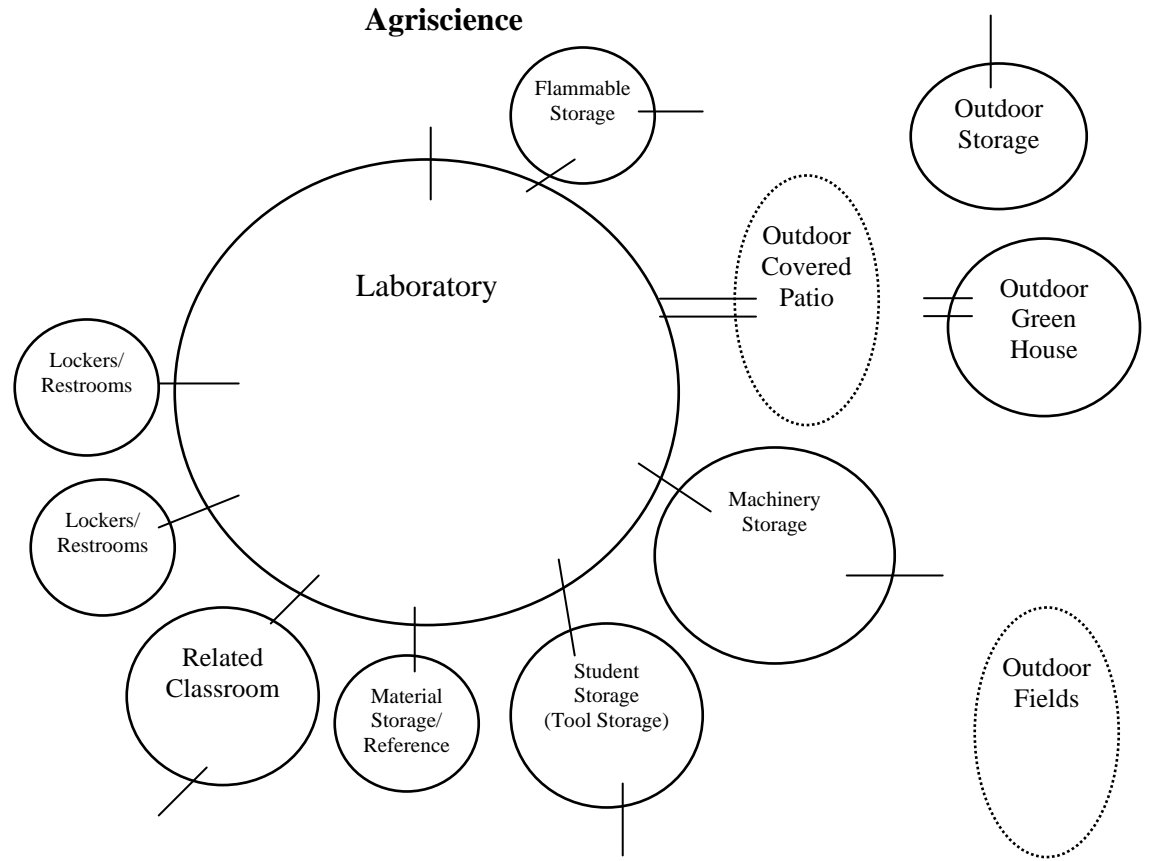 Agriscience
Flammable
Storage
Outdoor
Storage
Outdoor
Covered
Patio
Laboratory
Outdoor
Green
House
Lockers/
Restrooms
Machinery
Storage
Lockers/
Restrooms
Related
Classroom
Material
Storage/
Reference
Student
Storage
(Tool Storage)
Outdoor
Fields